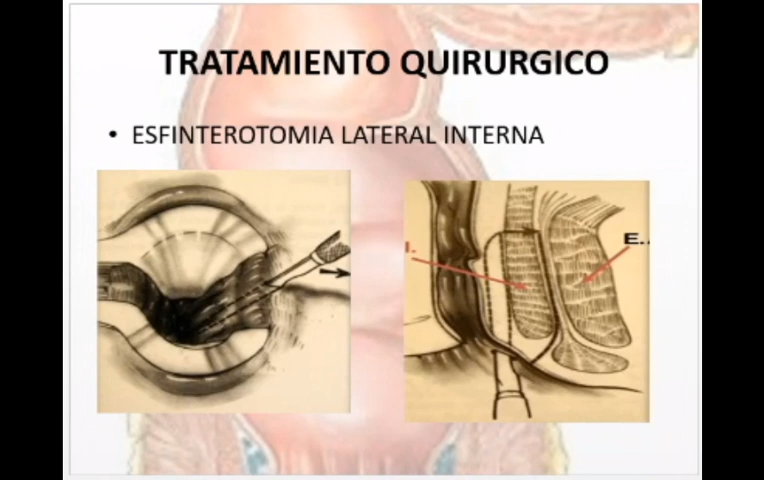 TRATAMIENTO QUIRURGICO
• ESFINTEROTOMIA LATERAL INTERNA
I.
E..